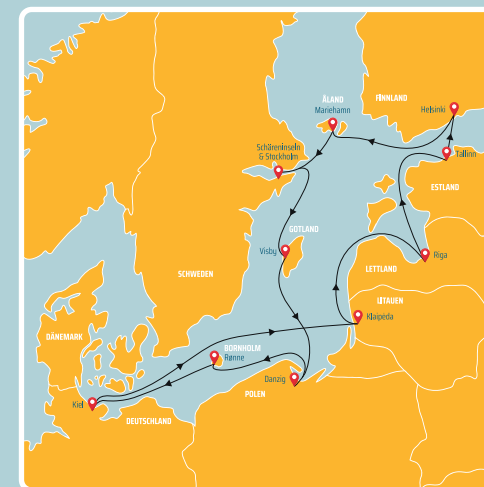 FINNLAND
ÅLAND
Mariehamn
Helsinki
Schäreninseln
& Stockholm
Tallinn
ESTLAND
GOTLAND
Visby
Riga
LETTLAND
SCHWEDEN
LITAUEN
Klaipėda
DÄNEMARK
BORNHOLM
Rønne
Danzig
POLEN
Kiel
DEUTSCHLAND